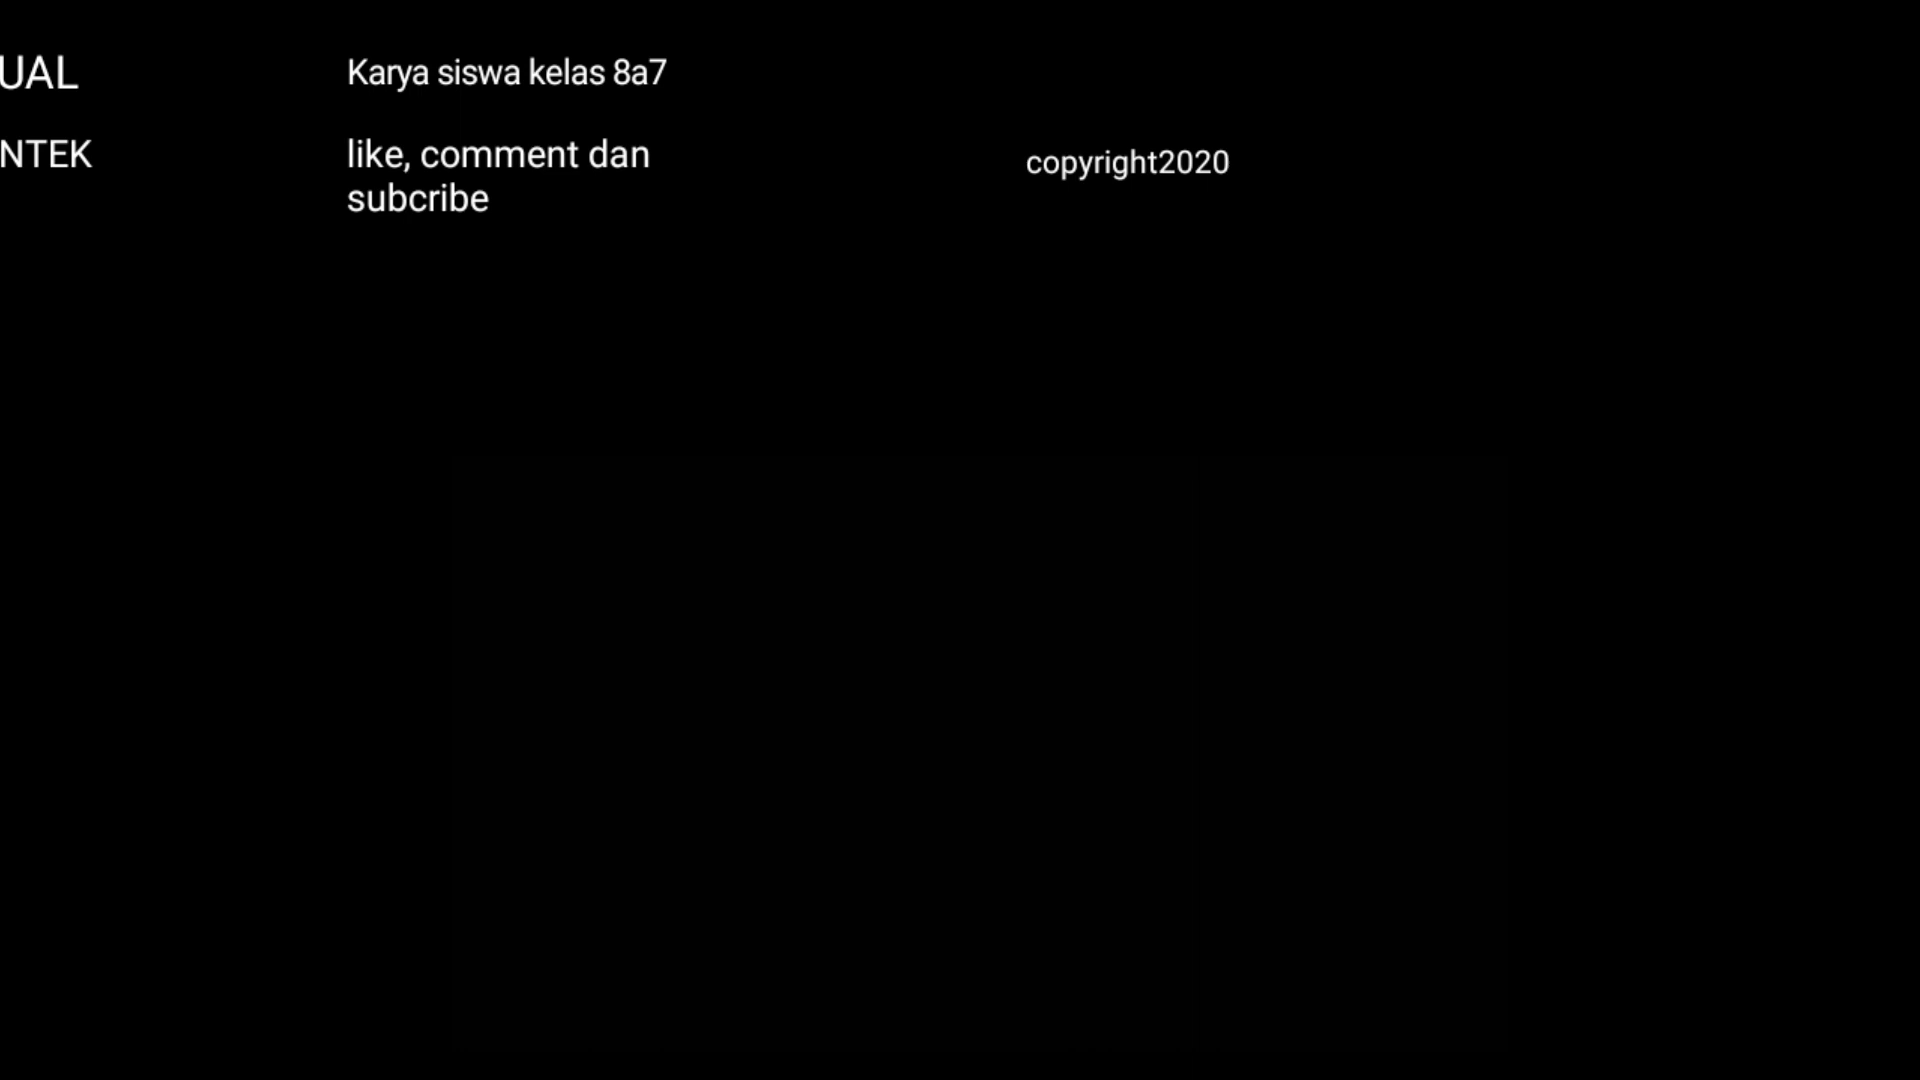 UAL
Karya siswa kelas 8a7
NTEK
like, comment dan
subcribe
copyright2020